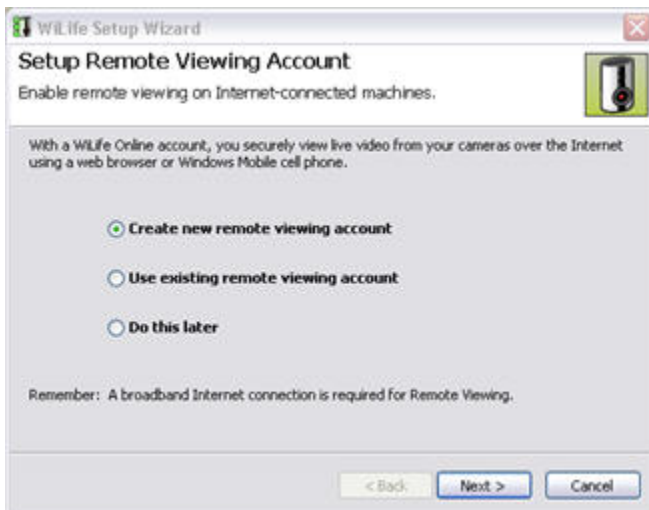 WiLife Setup Wizard
Setup Remote Viewing Account
Enable remote viewing on Internet-connected machines.
With a WiLife Online account, you securely view live video from your cameras over the Internet
using a web browser or Windows Mobile cell phone.
Create new remote viewing account
Use existing remote viewing account
Do this later
Remember: A broadband Internet connection is required for Remote Viewing.
< Back
Next >
Cancel